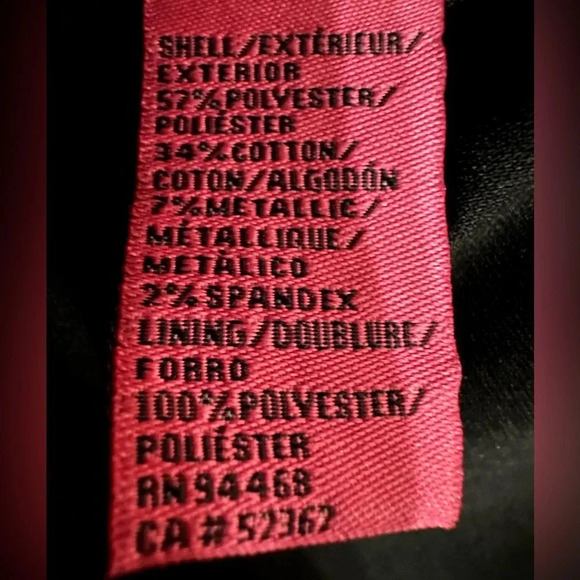 SHELL/EXTÉRIEUR/
EXTERIOR
57%POLYESTER/
POLIÉSTER
34%COTTON/
COTON/ALGODÓN
7%METALLIC/
MÉTALLIQUE/
METÁLICO
2%SPANDEX
LINING/DOUBLURE/
FORRO
100%POLYESTER/
POLIÉSTER
RN94468
CA#52362